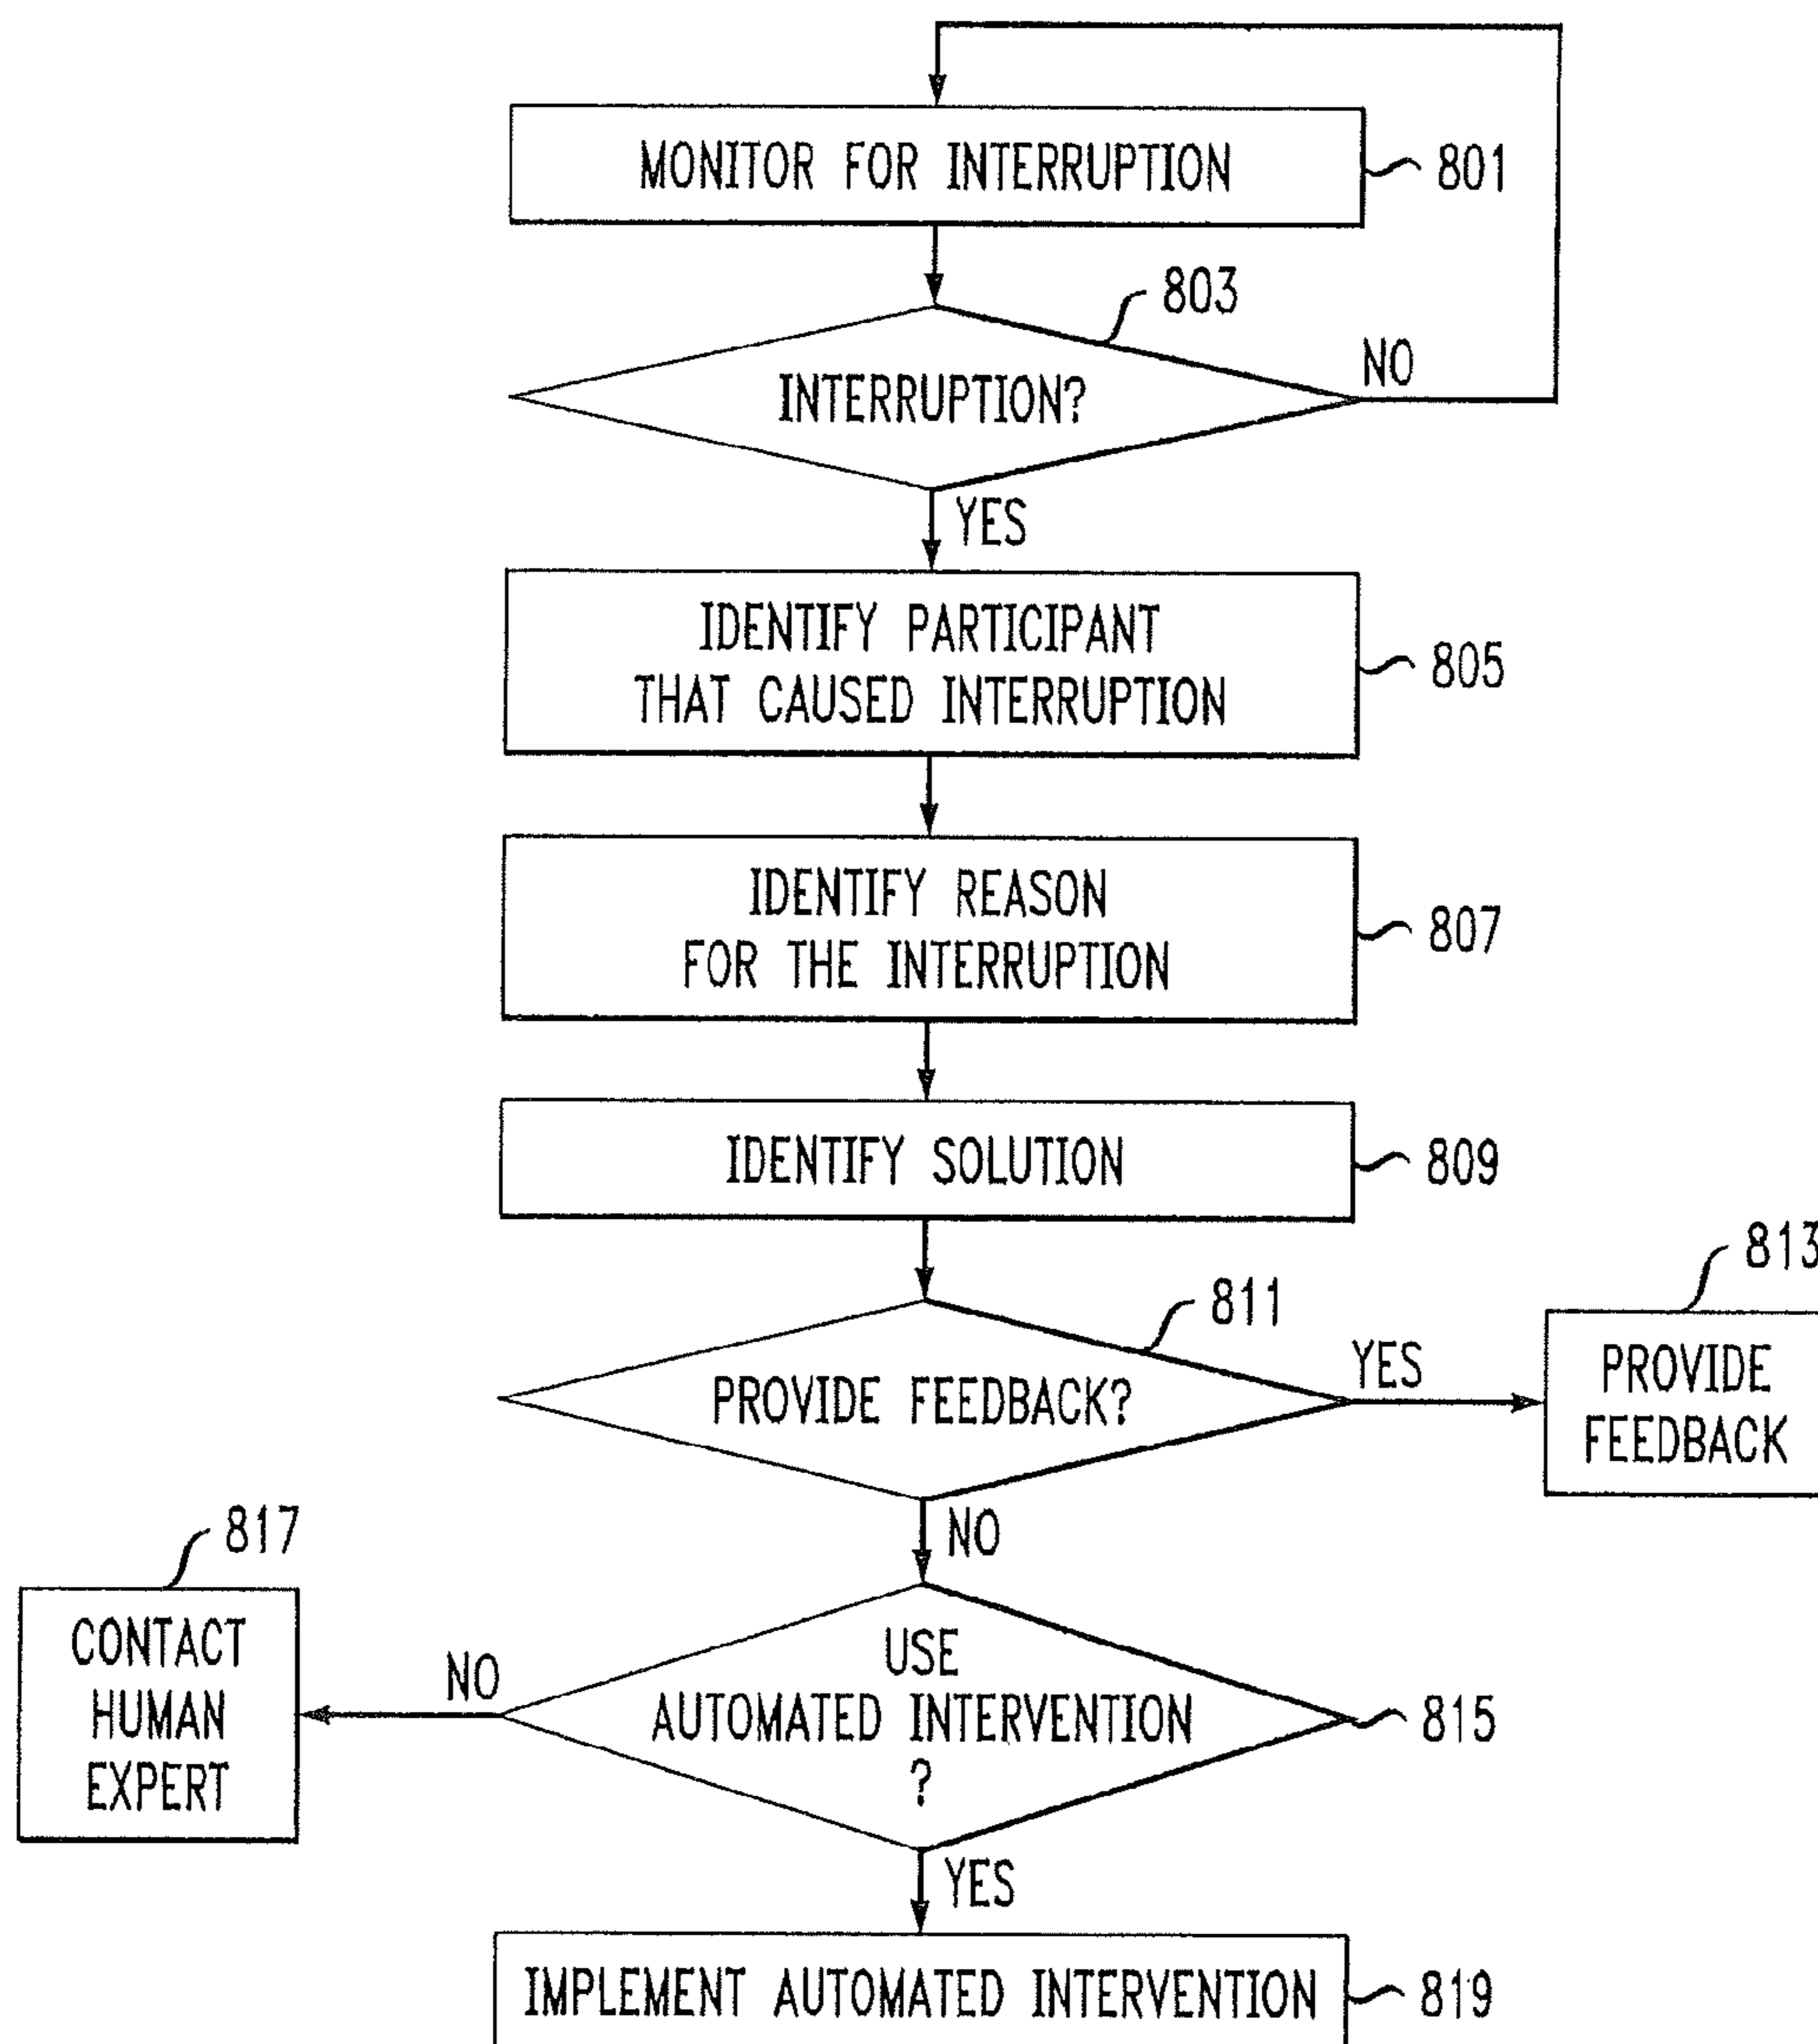 MONITOR FOR INTERRUPTION
801
803
INTERRUPTION?
NO
YES
IDENTIFY PARTICIPANT
THAT CAUSED INTERRUPTION
805
IDENTIFY REASON
FOR THE INTERRUPTION
807
IDENTIFY SOLUTION
809
811
PROVIDE FEEDBACK?
YES
813
PROVIDE
FEEDBACK
NO
817
CONTACT
HUMAN
EXPERT
NO
USE
AUTOMATED INTERVENTION
?
815
YES
IMPLEMENT AUTOMATED INTERVENTION
819